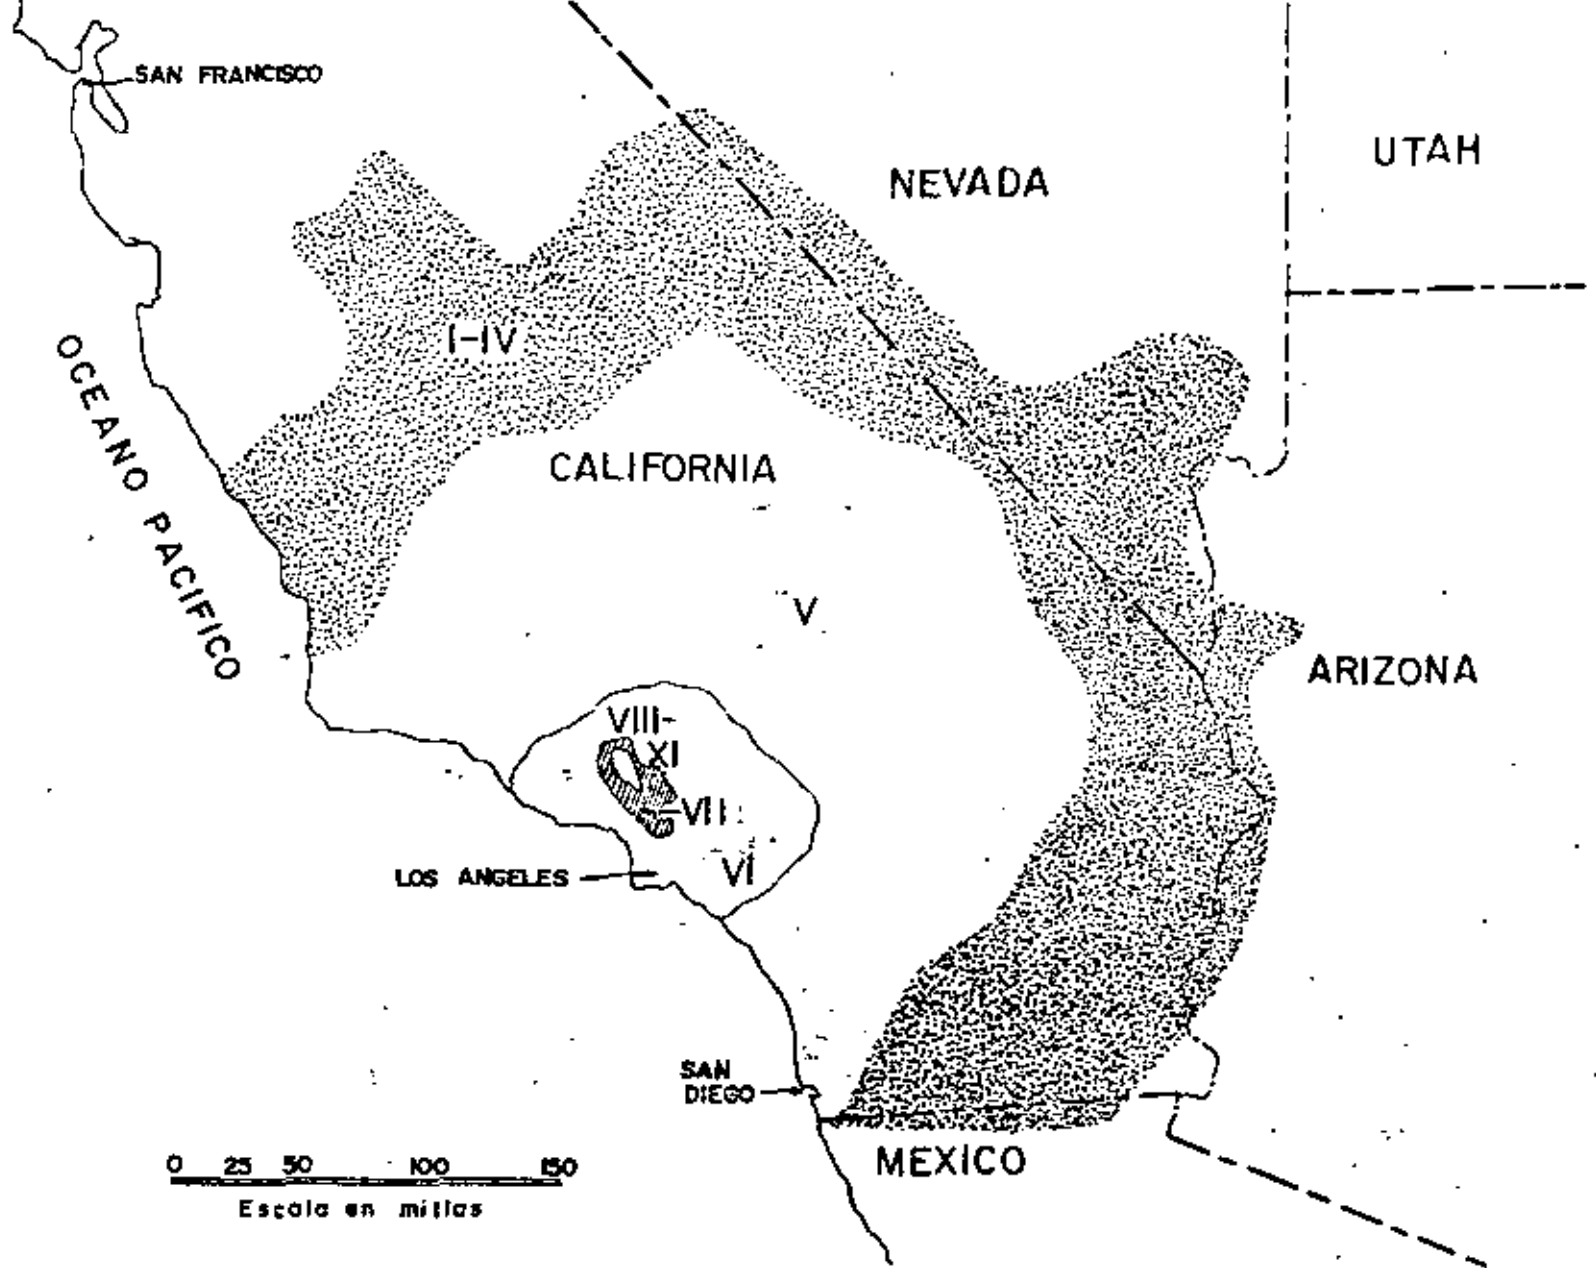 SAN FRANCISCO
UTAH
NEVADA
I-IV
OCEANO PACIFICO
CALIFORNIA
V
ARIZONA
VIII-
XI
VII
VI
LOS ANGELES
SAN
DIEGO
MEXICO
0 25 50 100 150
Escala en millas